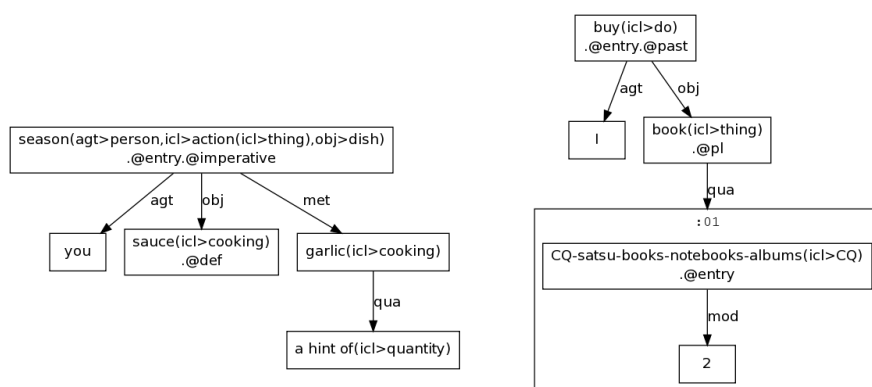 season(agt>person,icl>action(icl>thing),obj>dish)
.@entry.@imperative
agt
obj
met
you
sauce(icl>cooking)
.@def
garlic(icl>cooking)
qua
a hint of(icl>quantity)
buy(icl>do)
.@entry.@past
agt
obj
I
book(icl>thing)
.@pl
qua
:01
CQ-satsu-books-notebooks-albums(icl>CQ)
.@entry
mod
2